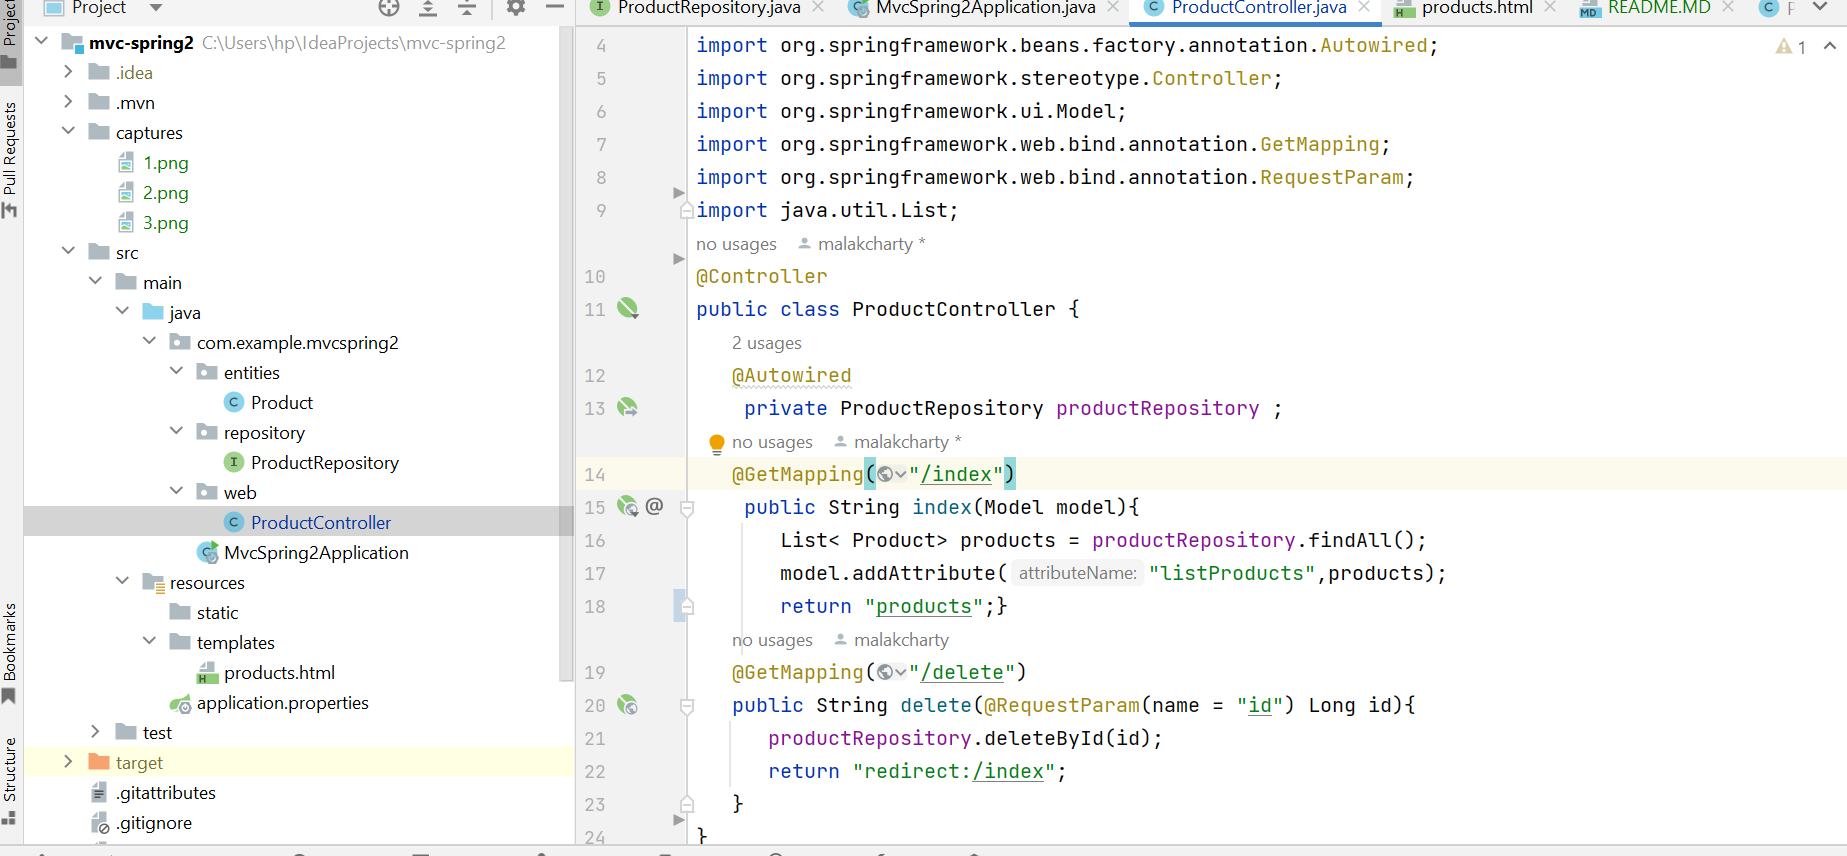 Project
ProductRepository.java
MvcSpring2Application.java
ProductController.java
products.html
README.MD
Project
Pull Requests
Bookmarks
Structure
mvc-spring2 C:\Users\hp\IdeaProjects\mvc-spring2
.idea
.mvn
captures
1.png
2.png
3.png
src
main
java
com.example.mvcspring2
entities
Product
repository
ProductRepository
web
ProductController
MvcSpring2Application
resources
static
templates
products.html
application.properties
test
target
.gitattributes
.gitignore
1
4 import org.springframework.beans.factory.annotation.Autowired;
5 import org.springframework.stereotype.Controller;
6 import org.springframework.ui.Model;
7 import org.springframework.web.bind.annotation.GetMapping;
8 import org.springframework.web.bind.annotation.RequestParam;
9 import java.util.List;
no usages malakcharty *
10 @Controller
11 public class ProductController {
2 usages
12 @Autowired
13 private ProductRepository productRepository ;
no usages malakcharty *
14 @GetMapping("/index")
15 @ public String index(Model model){
16 List< Product> products = productRepository.findAll();
17 model.addAttribute( attributeName: "listProducts",products);
18 return "products";}
no usages malakcharty
19 @GetMapping("/delete")
20 public String delete(@RequestParam(name = "id") Long id){
21 productRepository.deleteById(id);
22 return "redirect:/index";
23 }
24 }